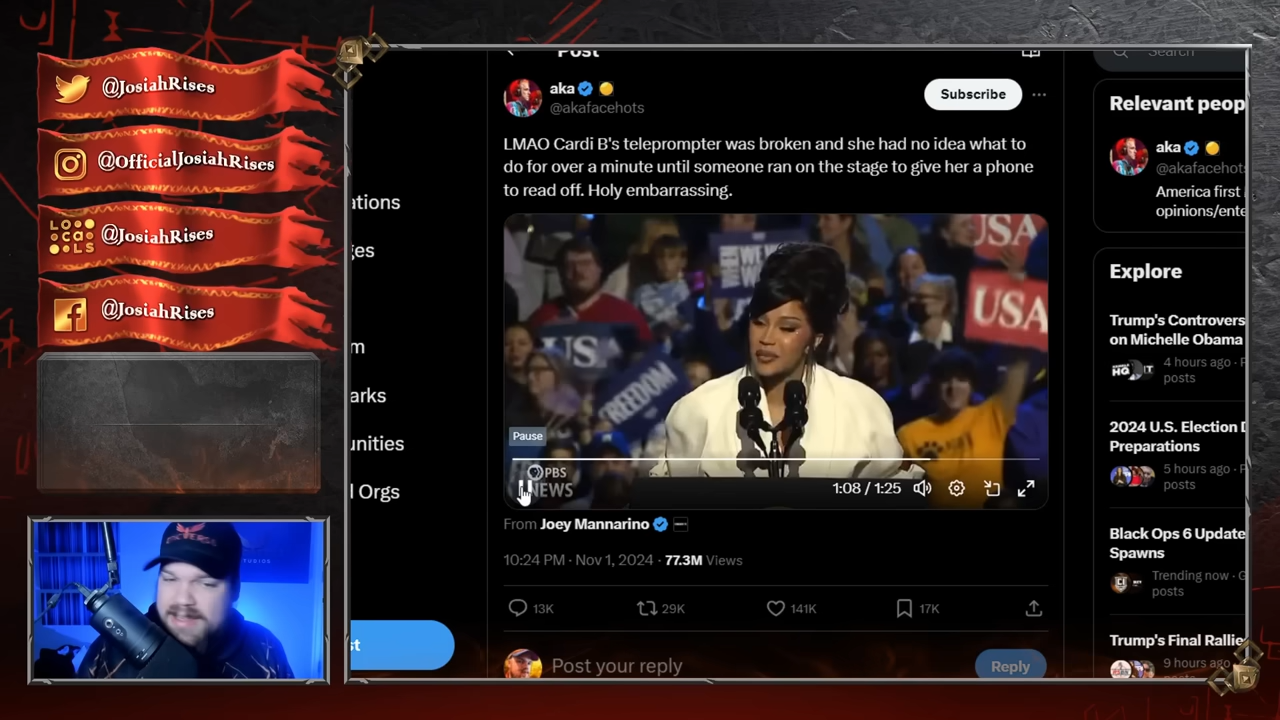 @JosiahRises
@OfficialJosiahRises
LOCALS @JosiahRises
@JosiahRises
ations
ges
m
arks
unities
l Orgs
st
Post
aka
@akafacehots
Subscribe
LMAO Cardi B's teleprompter was broken and she had no idea what to
do for over a minute until someone ran on the stage to give her a phone
to read off. Holy embarrassing.
USA
USA
US
FREEDOM
Pause
PBS
NEWS
1:08 / 1:25
From Joey Mannarino
10:24 PM · Nov 1, 2024 · 77.3M Views
13K 29K 141K 17K
Post your reply
Reply
Search
Relevant peop
aka
@akafacehots
America first
opinions/ente
Explore
Trump's Controvers
on Michelle Obama
4 hours ago · P
posts
2024 U.S. Election D
Preparations
5 hours ago · P
posts
Black Ops 6 Update
Spawns
Trending now · G
posts
Trump's Final Rallie
9 hours ago